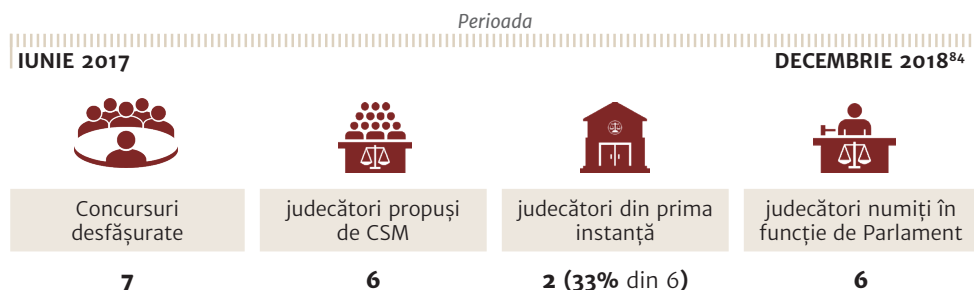 Perioada
IUNIE 2017
DECEMBRIE 2018⁸⁴
Concursuri
desfășurate
7
judecători propuși
de CSM
6
judecători din prima
instanță
2 (33% din 6)
judecători numiți în
funcție de Parlament
6